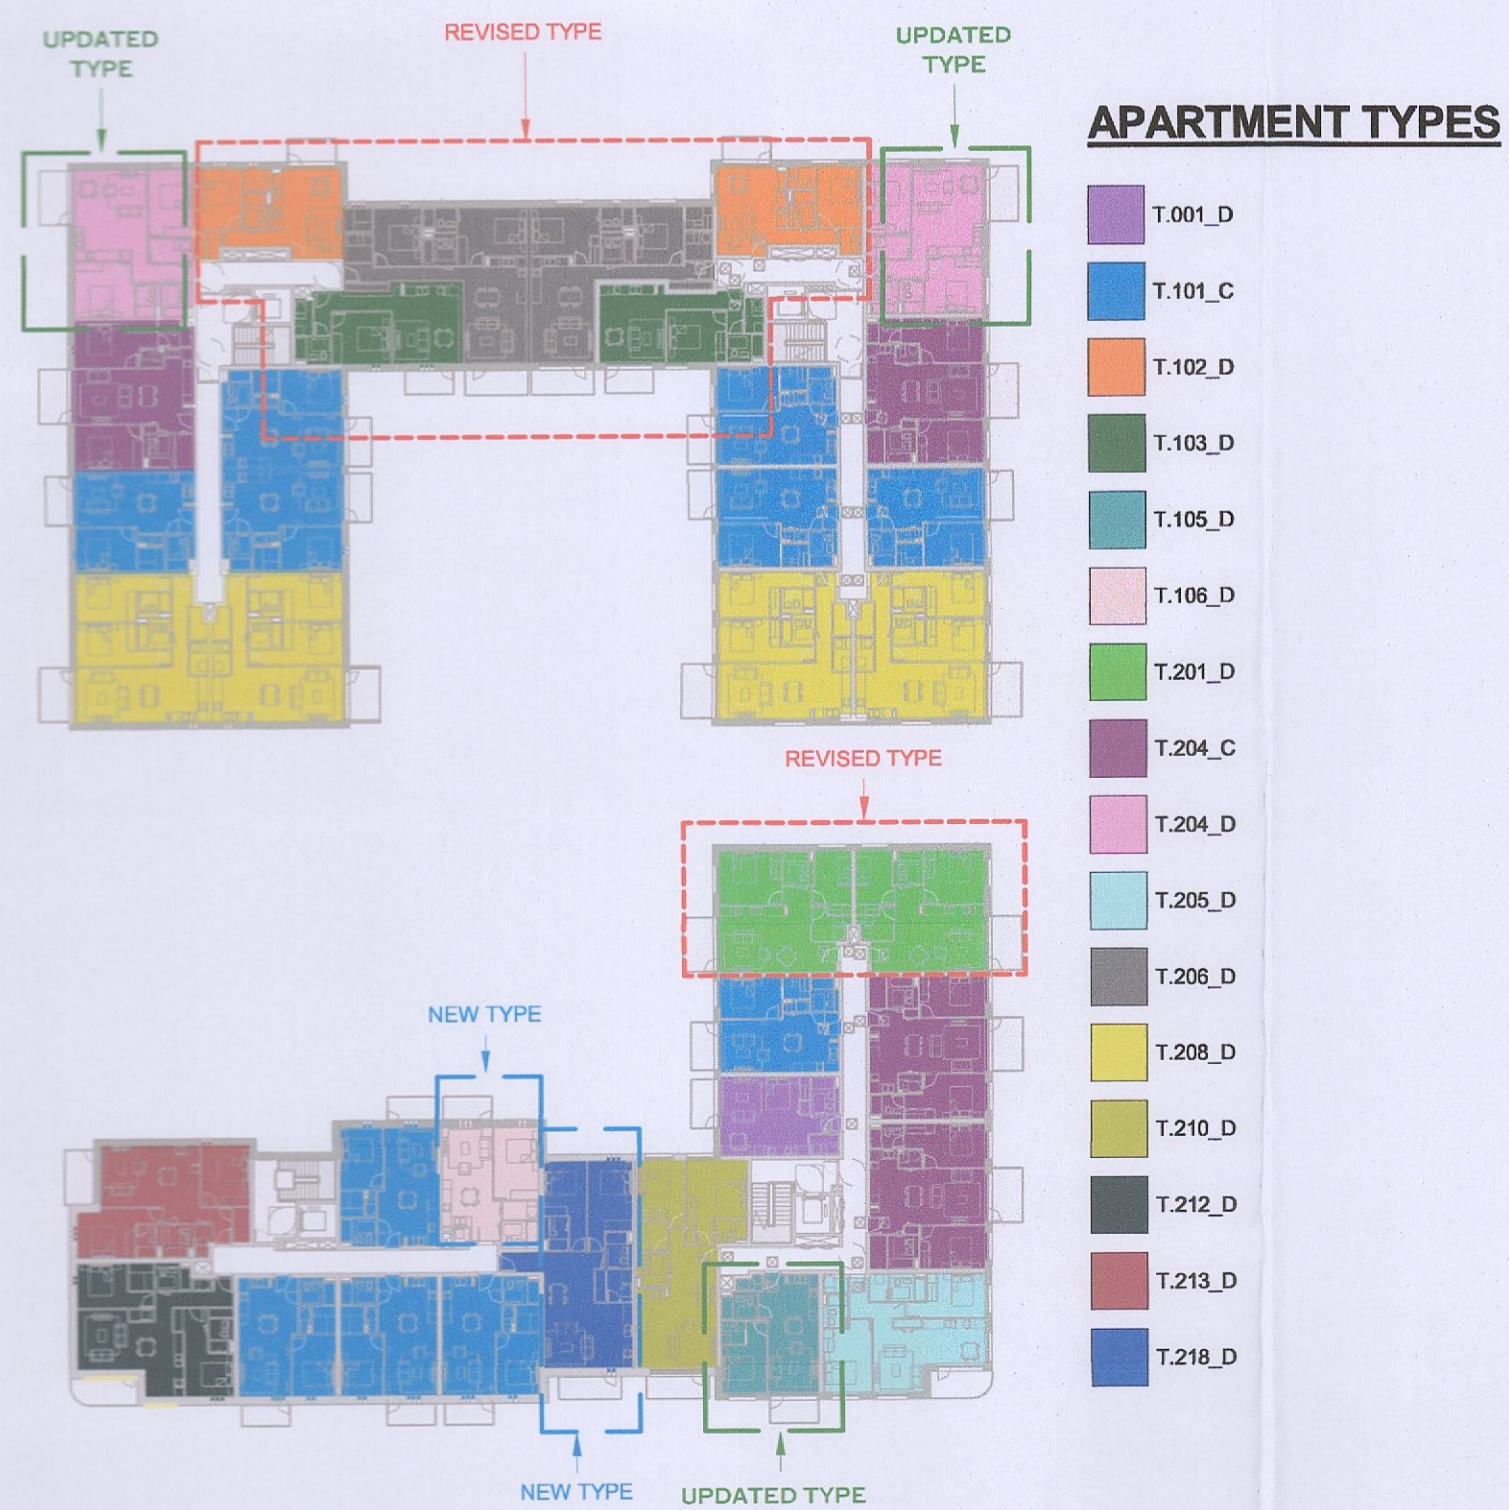 UPDATED
TYPE
REVISED TYPE
UPDATED
TYPE
APARTMENT TYPES
T.001_D
T.101_C
T.102_D
T.103_D
T.105_D
T.106_D
T.201_D
T.204_C
T.204_D
T.205_D
T.206_D
T.208_D
T.210_D
T.212_D
T.213_D
T.218_D
REVISED TYPE
NEW TYPE
NEW TYPE
UPDATED TYPE